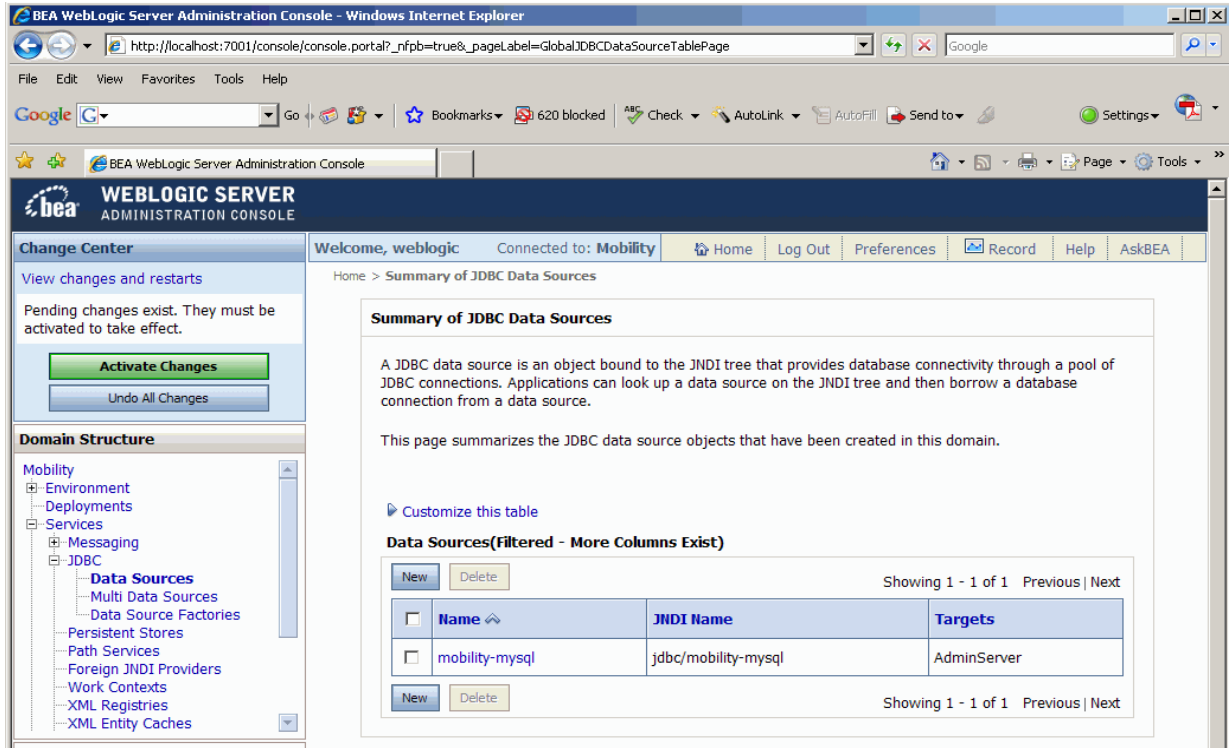 BEA WebLogic Server Administration Console - Windows Internet Explorer
http://localhost:7001/console/console.portal?_nfpb=true&_pageLabel=GlobalJDBCDataSourceTablePage
Google
File Edit View Favorites Tools Help
Google G Go Bookmarks 620 blocked ABC Check AutoLink AutoFill Send to Settings
BEA WebLogic Server Administration Console
Page Tools »
bea WEBLOGIC SERVER
ADMINISTRATION CONSOLE
Change Center
View changes and restarts
Pending changes exist. They must be
activated to take effect.
Activate Changes
Undo All Changes
Domain Structure
Mobility
Environment
Deployments
Services
Messaging
JDBC
Data Sources
Multi Data Sources
Data Source Factories
Persistent Stores
Path Services
Foreign JNDI Providers
Work Contexts
XML Registries
XML Entity Caches
Welcome, weblogic Connected to: Mobility Home Log Out Preferences Record Help AskBEA
Home > Summary of JDBC Data Sources
Summary of JDBC Data Sources
A JDBC data source is an object bound to the JNDI tree that provides database connectivity through a pool of
JDBC connections. Applications can look up a data source on the JNDI tree and then borrow a database
connection from a data source.
This page summarizes the JDBC data source objects that have been created in this domain.
Customize this table
Data Sources(Filtered - More Columns Exist)
New Delete Showing 1 - 1 of 1 Previous | Next
Name JNDI Name Targets
mobility-mysql jdbc/mobility-mysql AdminServer
New Delete Showing 1 - 1 of 1 Previous | Next